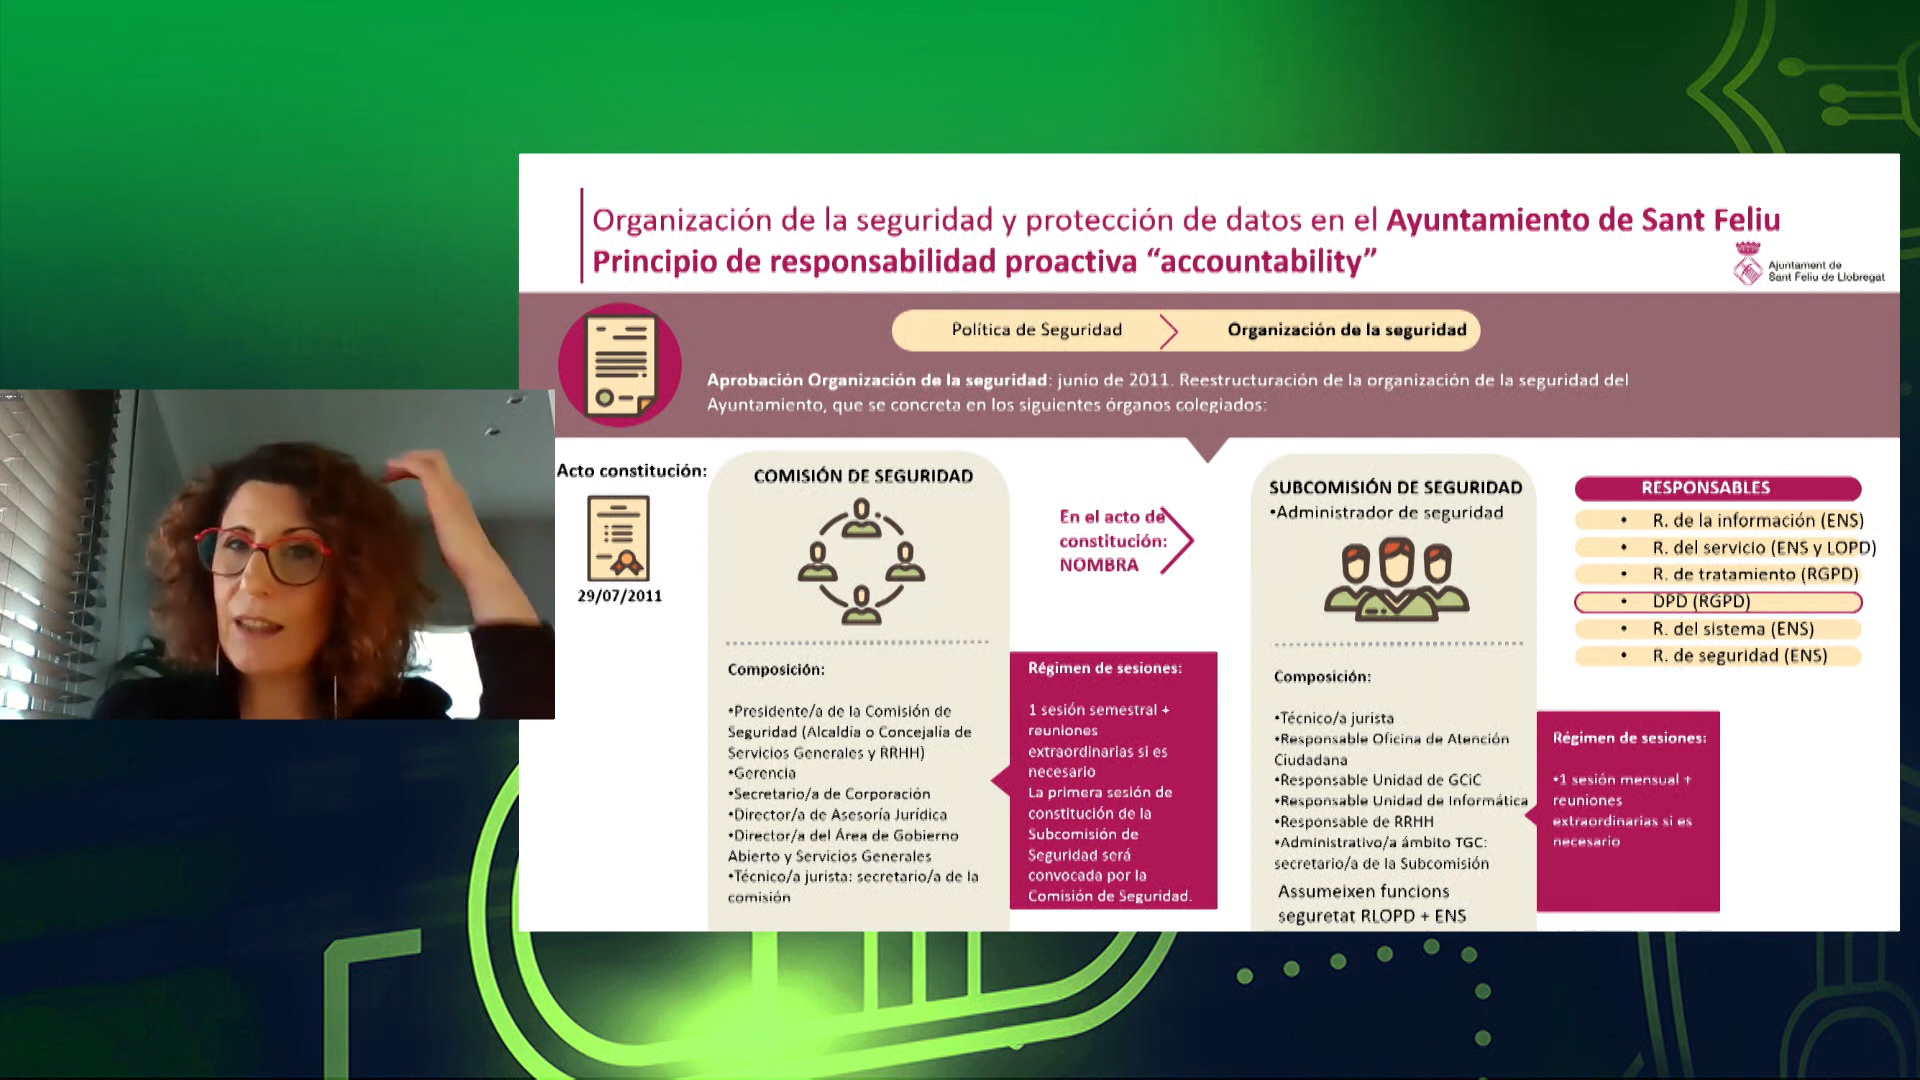 Organización de la seguridad y protección de datos en el Ayuntamiento de Sant Feliu
Principio de responsabilidad proactiva “accountability”
Ajuntament de
Sant Feliu de Llobregat
Política de Seguridad
Organización de la seguridad
Aprobación Organización de la seguridad: junio de 2011. Reestructuración de la organización de la seguridad del
Ayuntamiento, que se concreta en los siguientes órganos colegiados:
Acto constitución:
29/07/2011
COMISIÓN DE SEGURIDAD
Composición:
•Presidente/a de la Comisión de
Seguridad (Alcaldía o Concejalía de
Servicios Generales y RRHH)
•Gerencia
•Secretario/a de Corporación
•Director/a de Asesoría Jurídica
•Director/a del Área de Gobierno
Abierto y Servicios Generales
•Técnico/a jurista: secretario/a de la
comisión
Régimen de sesiones:
1 sesión semestral +
reuniones
extraordinarias si es
necesario
La primera sesión de
constitución de la
Subcomisión de
Seguridad será
convocada por la
Comisión de Seguridad.
En el acto de
constitución:
NOMBRA
SUBCOMISIÓN DE SEGURIDAD
•Administrador de seguridad
Composición:
•Técnico/a jurista
•Responsable Oficina de Atención
Ciudadana
•Responsable Unidad de GCiC
•Responsable Unidad de Informática
•Responsable de RRHH
•Administrativo/a ámbito TGC:
secretario/a de la Subcomisión
Assumeixen funcions
seguretat RLOPD + ENS
Régimen de sesiones:
•1 sesión mensual +
reuniones
extraordinarias si es
necesario
RESPONSABLES
• R. de la información (ENS)
• R. del servicio (ENS y LOPD)
• R. de tratamiento (RGPD)
• DPD (RGPD)
• R. del sistema (ENS)
• R. de seguridad (ENS)